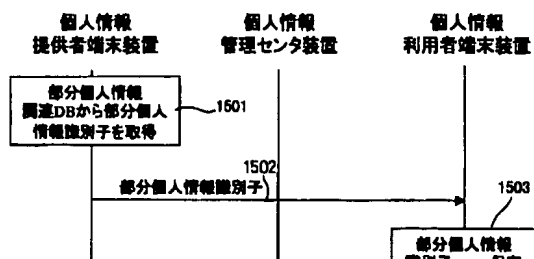 個人情報
提供者端末装置
個人情報
管理センタ装置
個人情報
利用者端末装置
部分個人情報
関連DBから部分個人
情報識別子を取得
1501
1502
部分個人情報識別子
1503
部分個人情報